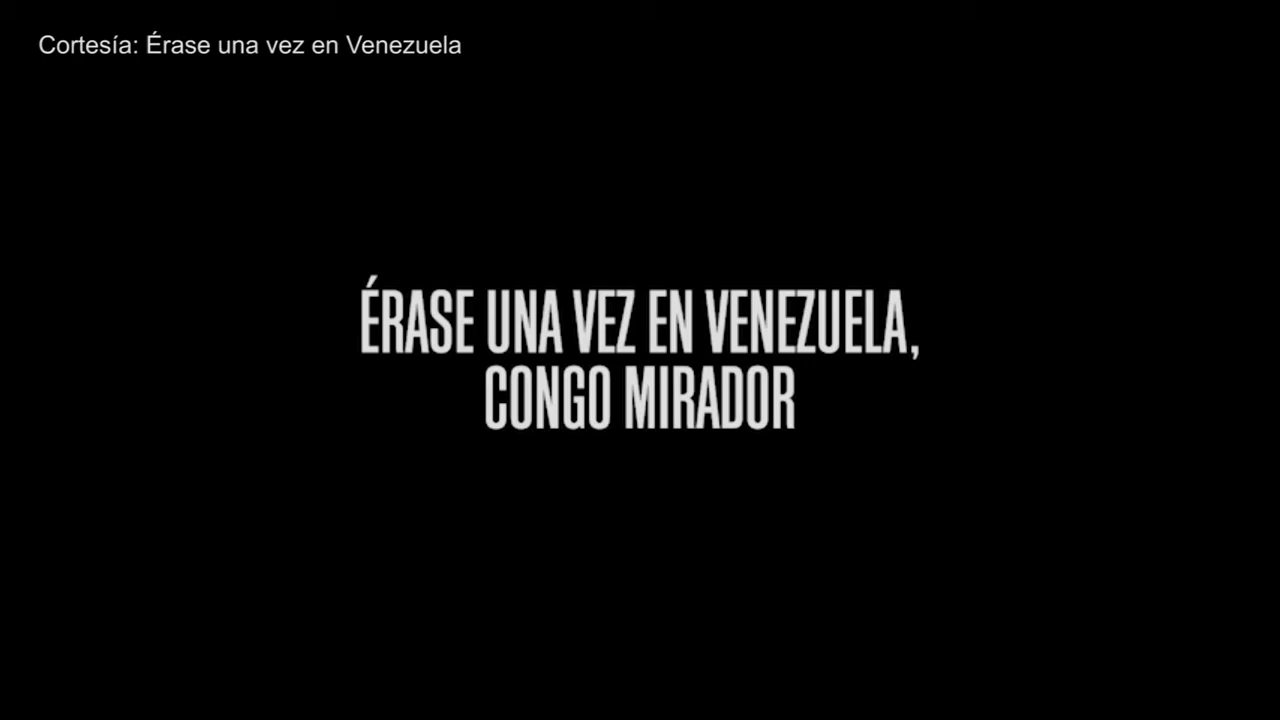 Cortesía: Érase una vez en Venezuela
ÉRASE UNA VEZ EN VENEZUELA,
CONGO MIRADOR